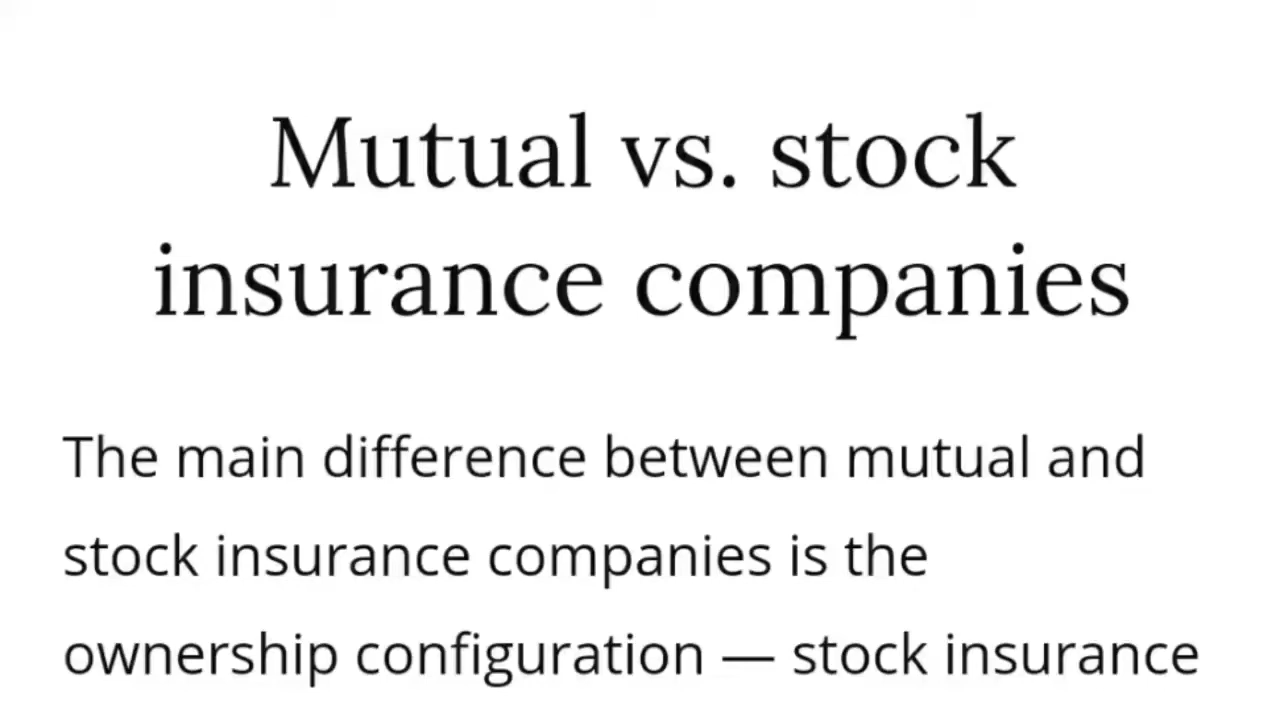 Mutual vs. stock
insurance companies
The main difference between mutual and
stock insurance companies is the
ownership configuration — stock insurance